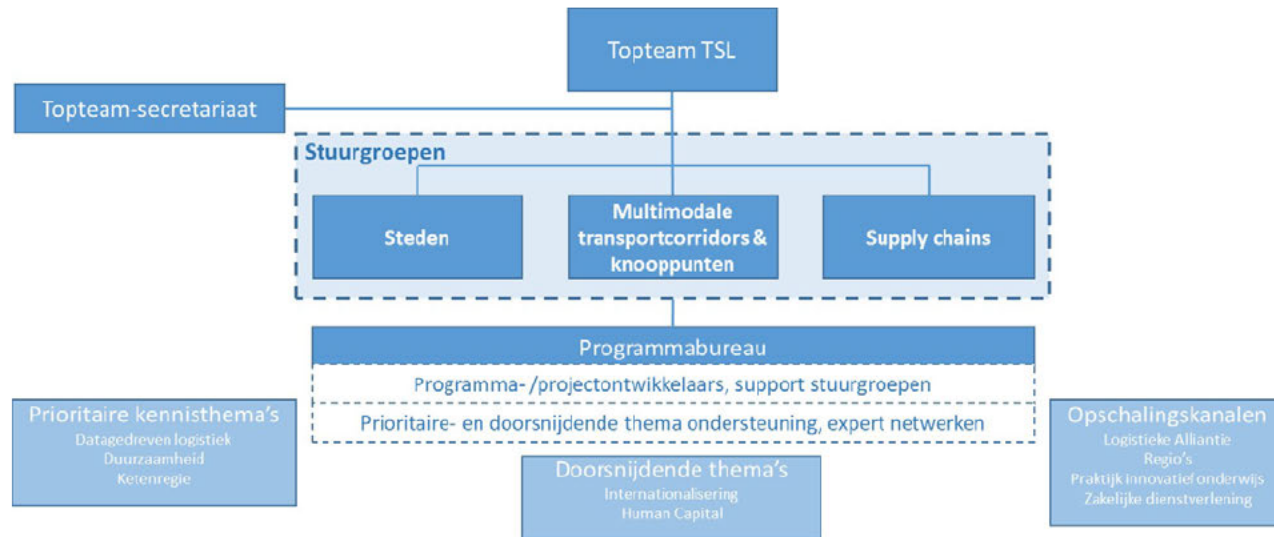 Topteam TSL
Topteam-secretariaat
Stuurgroepen
Steden
Multimodale
transportcorridors &
knooppunten
Supply chains
Programmabureau
Programma-/projectontwikkelaars, support stuurgroepen
Prioritaire- en doorsnijdende thema ondersteuning, expert netwerken
Prioritaire kennisthema's
Datagedreven logistiek
Duurzaamheid
Ketenregie
Doorsnijdende thema's
Internationalisering
Human Capital
Opschalingskanalen
Logistieke Alliantie
Regio's
Praktijk innovatief onderwijs
Zakelijke dienstverlening